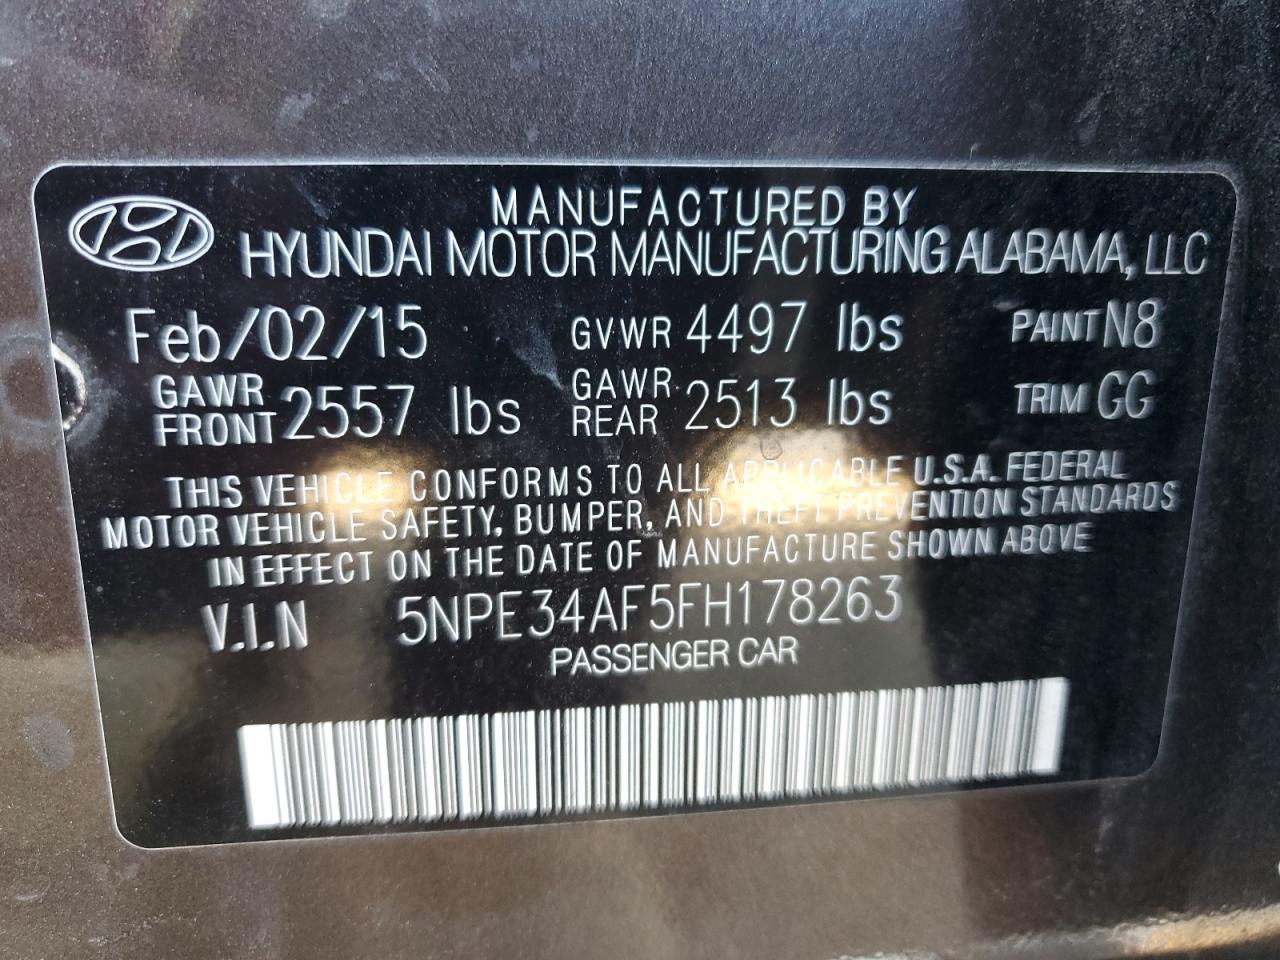 MANUFACTURED BY
HYUNDAI MOTOR MANUFACTURING ALABAMA, LLC
Feb/02/15 GVWR 4497 lbs PAINT N8
GAWR FRONT 2557 lbs GAWR REAR 2513 lbs TRIM GG
THIS VEHICLE CONFORMS TO ALL APPLICABLE U.S.A. FEDERAL
MOTOR VEHICLE SAFETY, BUMPER, AND THEFT PREVENTION STANDARDS
IN EFFECT ON THE DATE OF MANUFACTURE SHOWN ABOVE
V.I.N 5NPE34AF5FH178263
PASSENGER CAR